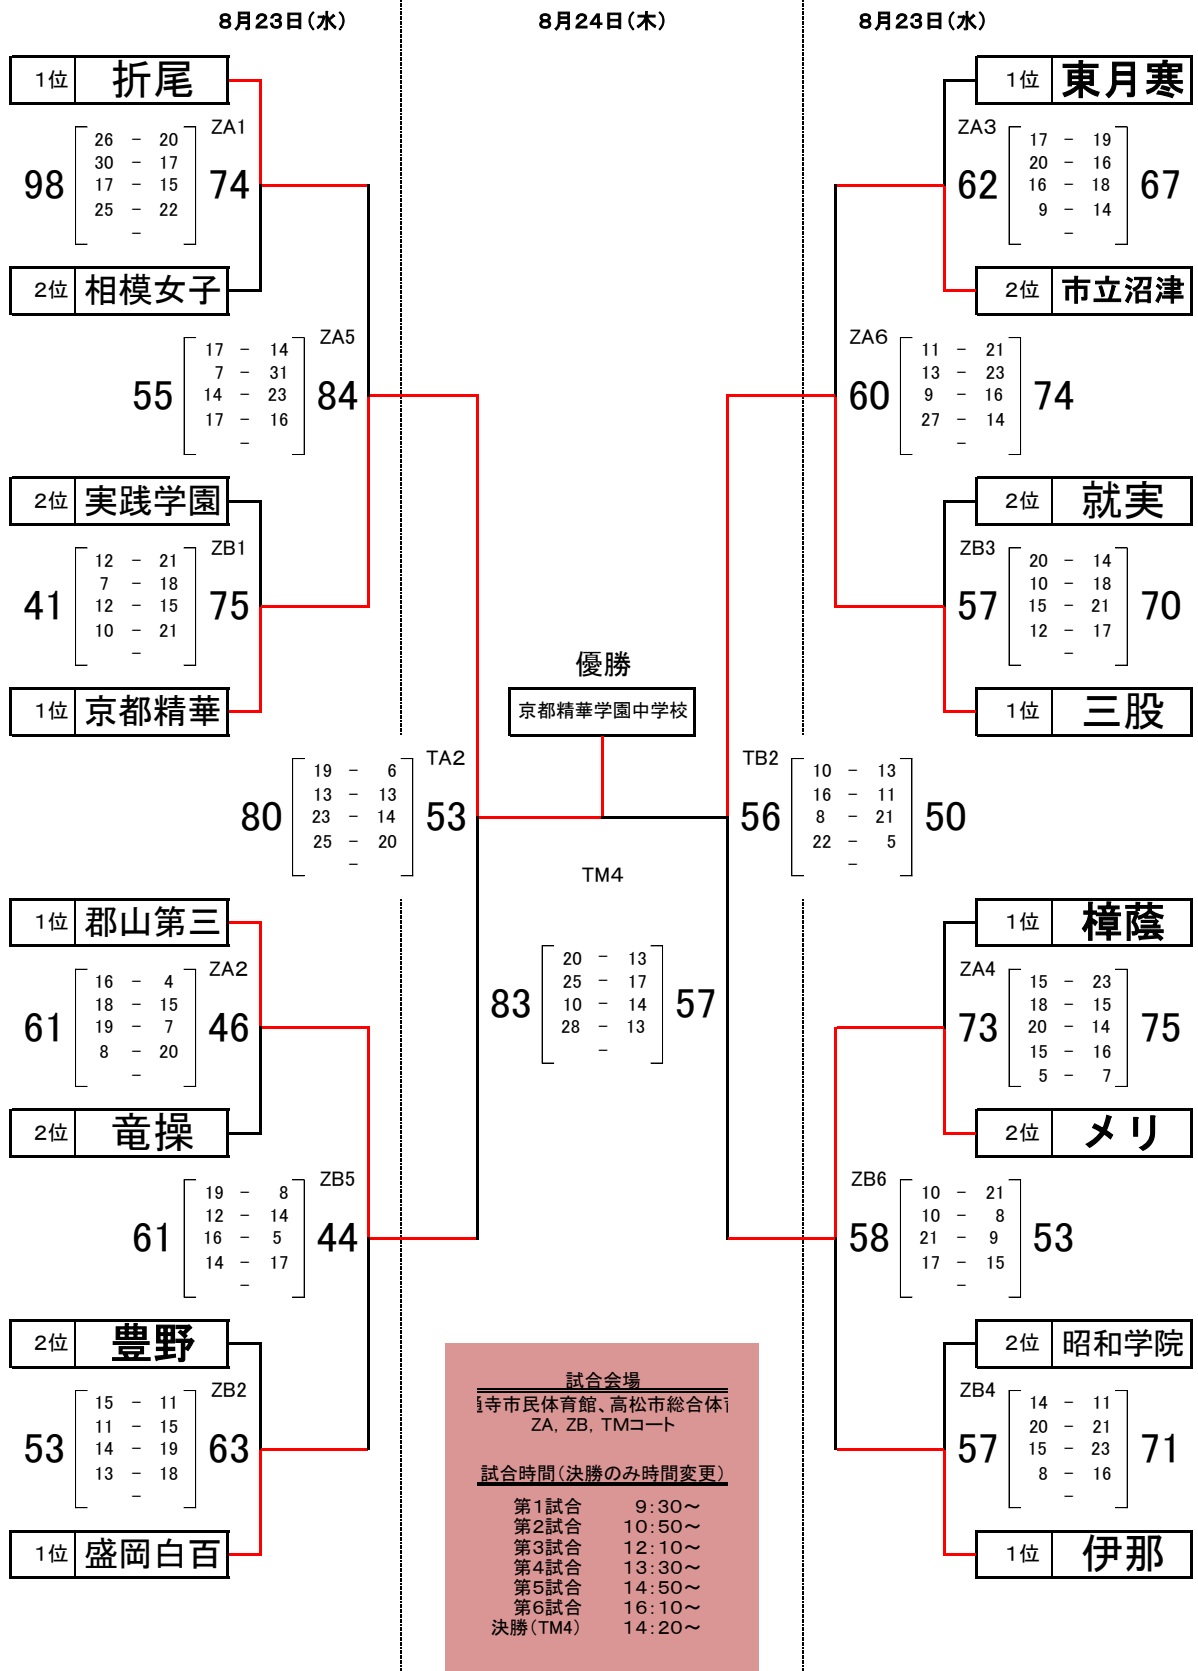 8月23日(水)
8月24日(木)
8月23日(水)
1位 折尾
ZA1
98
26 - 20
30 - 17
17 - 15
25 - 22
-
74
2位 相模女子
ZA5
55
17 - 14
7 - 31
14 - 23
17 - 16
-
84
2位 実践学園
ZB1
41
12 - 21
7 - 18
12 - 15
10 - 21
-
75
1位 京都精華
TA2
80
19 - 6
13 - 13
23 - 14
25 - 20
-
53
1位 郡山第三
ZA2
61
16 - 4
18 - 15
19 - 7
8 - 20
-
46
2位 竜操
ZB5
61
19 - 8
12 - 14
16 - 5
14 - 17
-
44
2位 豊野
ZB2
53
15 - 11
11 - 15
14 - 19
13 - 18
-
63
1位 盛岡白百
優勝
京都精華学園中学校
TM4
83
20 - 13
25 - 17
10 - 14
28 - 13
-
57
1位 東月寒
ZA3
62
17 - 19
20 - 16
16 - 18
9 - 14
-
67
2位 市立沼津
ZA6
60
11 - 21
13 - 23
9 - 16
27 - 14
-
74
2位 就実
ZB3
57
20 - 14
10 - 18
15 - 21
12 - 17
-
70
1位 三股
TB2
56
10 - 13
16 - 11
8 - 21
22 - 5
-
50
1位 樟蔭
ZA4
73
15 - 23
18 - 15
20 - 14
15 - 16
5 - 7
75
2位 メリ
ZB6
58
10 - 21
10 - 8
21 - 9
17 - 15
-
53
2位 昭和学院
ZB4
57
14 - 11
20 - 21
15 - 23
8 - 16
-
71
1位 伊那
試合会場
寺市民体育館、高松市総合体
ZA, ZB, TMコート
試合時間(決勝のみ時間変更)
第1試合 9:30～
第2試合 10:50～
第3試合 12:10～
第4試合 13:30～
第5試合 14:50～
第6試合 16:10～
決勝(TM4) 14:20～